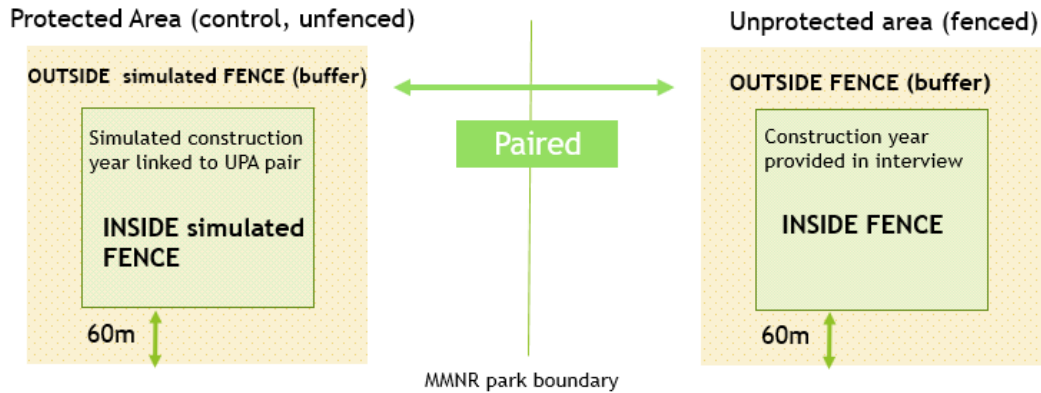 Protected Area (control, unfenced)
OUTSIDE simulated FENCE (buffer)
Simulated construction
year linked to UPA pair
INSIDE simulated
FENCE
60m
Paired
MMNR park boundary
Unprotected area (fenced)
OUTSIDE FENCE (buffer)
Construction year
provided in interview
INSIDE FENCE
60m